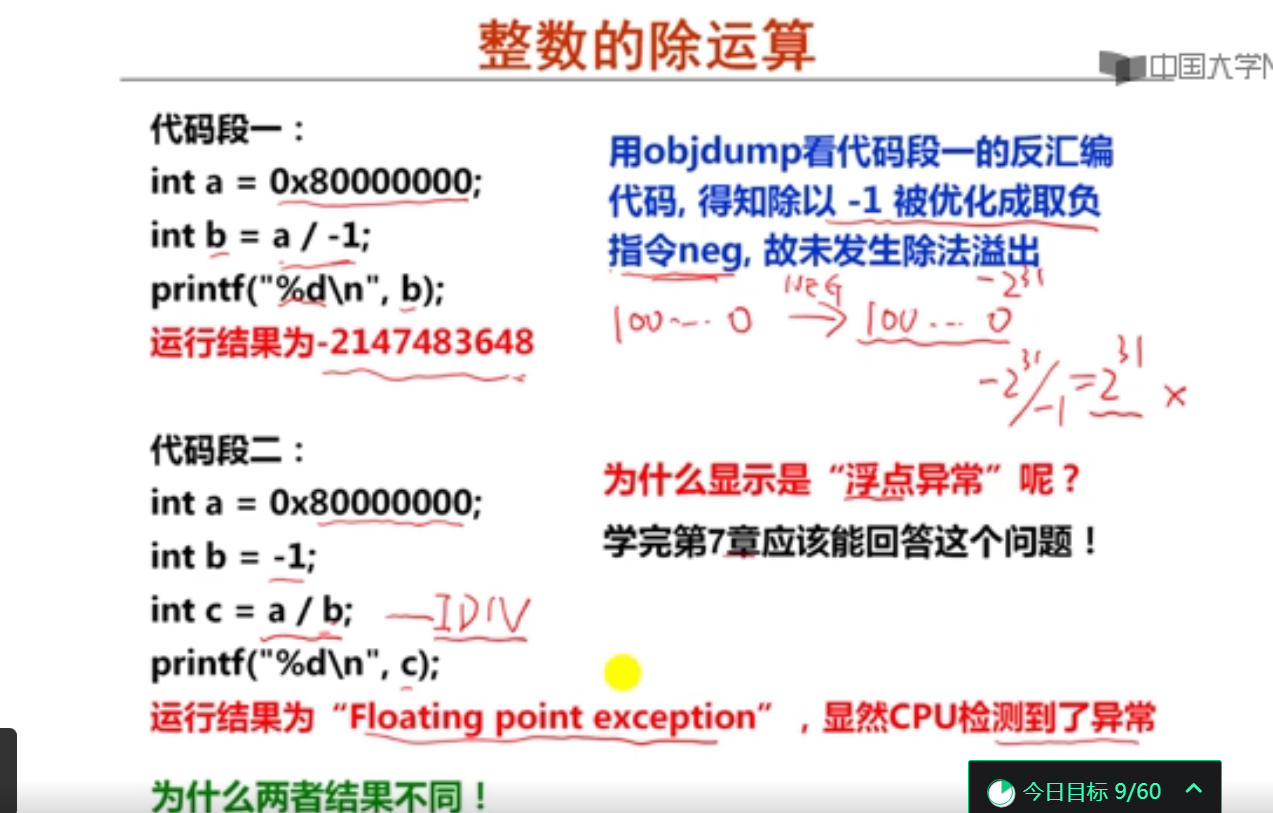 整数的除运算
中国大学M
代码段一：
int a = 0x80000000;
int b = a / -1;
printf("%d\n", b);
运行结果为-2147483648
用objdump看代码段一的反汇编
代码, 得知除以 -1 被优化成取负
指令neg, 故未发生除法溢出
-2^31
100... 0 NEG → 100... 0
-2^31/-1 = 2^31 ×
代码段二：
int a = 0x80000000;
int b = -1;
int c = a / b; — IDIV
printf("%d\n", c);
运行结果为“Floating point exception”，显然CPU检测到了异常
为什么显示是“浮点异常”呢？
学完第7章应该能回答这个问题！
为什么两者结果不同！
今日目标 9/60